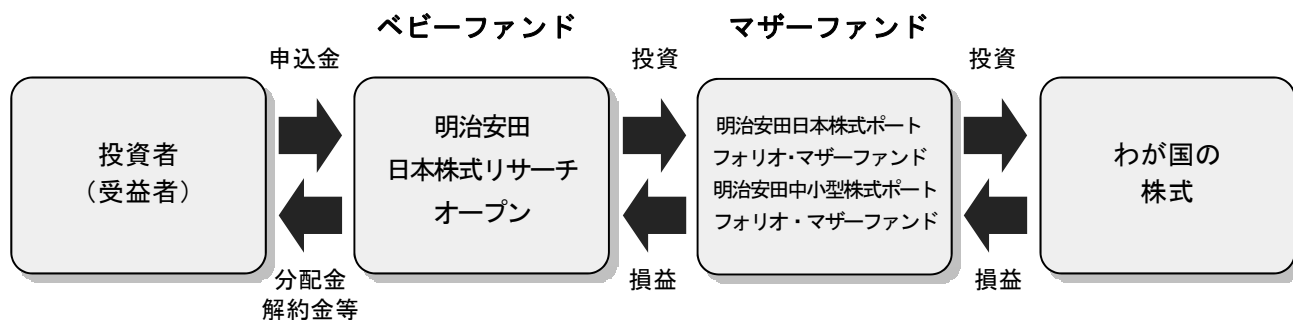 ベビーファンド
マザーファンド
申込金
投資
投資
投資者
（受益者）
明治安田
日本株式リサーチ
オープン
明治安田日本株式ポート
フォリオ・マザーファンド
明治安田中小型株式ポート
フォリオ・マザーファンド
わが国の
株式
分配金
解約金等
損益
損益